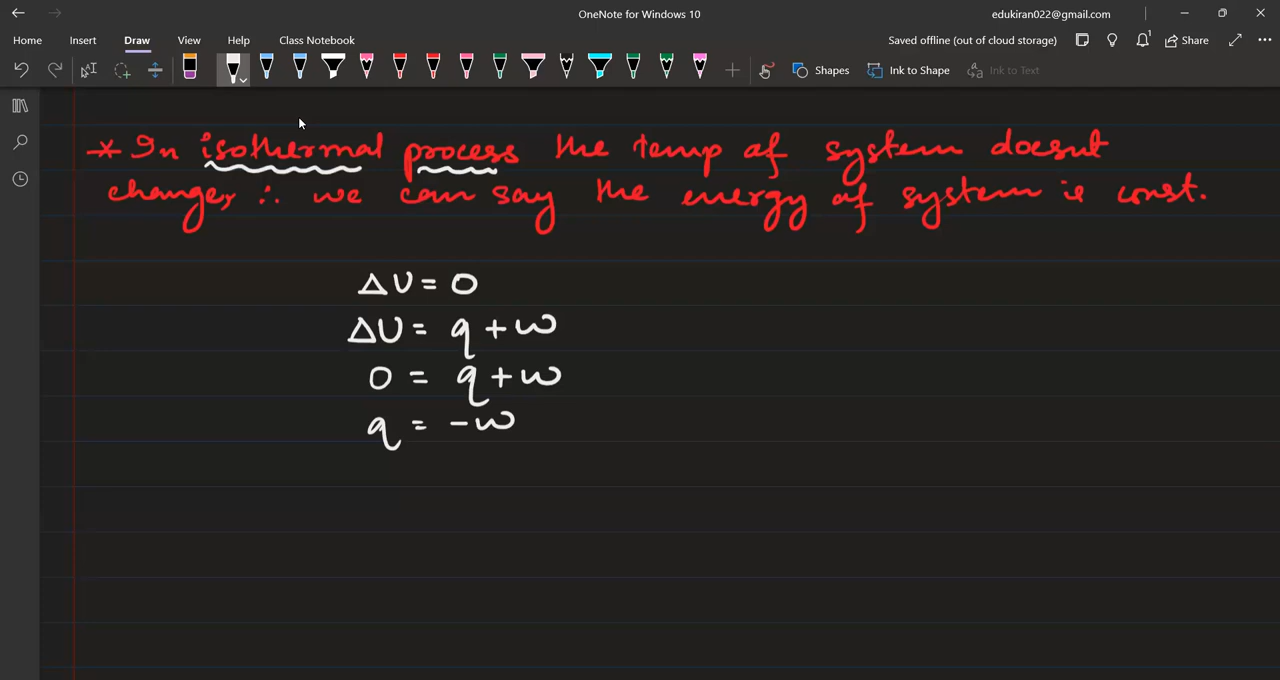 OneNote for Windows 10
edukiran022@gmail.com
Home Insert Draw View Help Class Notebook
Saved offline (out of cloud storage)
1
Share
Shapes
Ink to Shape
Ink to Text
* In isothermal process the temp of system doesnt
change, ∴ we can say the energy of system is const.
ΔU = 0
ΔU = q + w
0 = q + w
q = -w